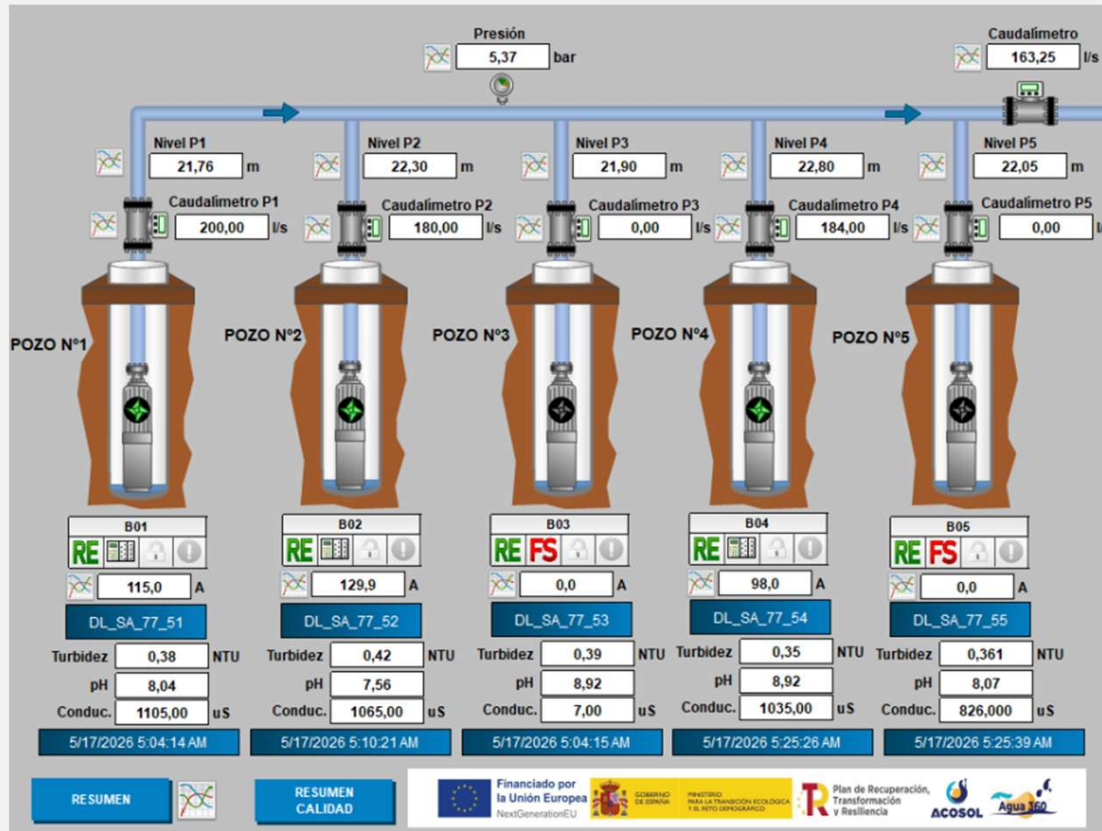 Presión
5,37 bar
Caudalímetro
163,25 l/s
Nivel P1
21,76 m
Nivel P2
22,30 m
Nivel P3
21,90 m
Nivel P4
22,80 m
Nivel P5
22,05 m
Caudalímetro P1
200,00 l/s
Caudalímetro P2
180,00 l/s
Caudalímetro P3
0,00 l/s
Caudalímetro P4
184,00 l/s
Caudalímetro P5
0,00 l/
POZO Nº1
POZO Nº2
POZO Nº3
POZO Nº4
POZO Nº5
B01
RE
115,0 A
DL_SA_77_51
Turbidez 0,38 NTU
pH 8,04
Conduc. 1105,00 uS
5/17/2026 5:04:14 AM
B02
RE
129,9 A
DL_SA_77_52
Turbidez 0,42 NTU
pH 7,56
Conduc. 1065,00 uS
5/17/2026 5:10:21 AM
B03
RE FS
0,0 A
DL_SA_77_53
Turbidez 0,39 NTU
pH 8,92
Conduc. 7,00 uS
5/17/2026 5:04:15 AM
B04
RE
98,0 A
DL_SA_77_54
Turbidez 0,35 NTU
pH 8,92
Conduc. 1035,00 uS
5/17/2026 5:25:26 AM
B05
RE FS
0,0 A
DL_SA_77_55
Turbidez 0,361 NTU
pH 8,07
Conduc. 826,000 uS
5/17/2026 5:25:39 AM
RESUMEN
RESUMEN
CALIDAD
Financiado por
la Unión Europea
NextGenerationEU
GOBIERNO
DE ESPAÑA
MINISTERIO
PARA LA TRANSICIÓN ECOLÓGICA
Y EL RETO DEMOGRÁFICO
Plan de Recuperación,
Transformación
y Resiliencia
ACOSOL
Agua 360